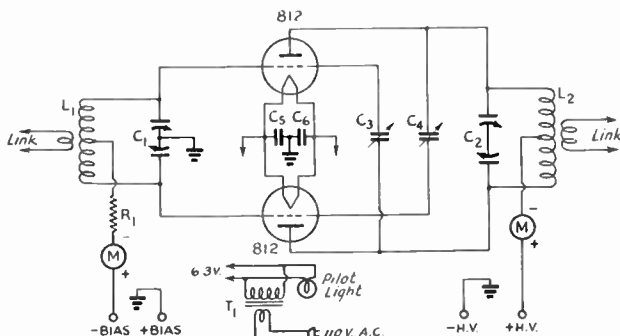 812
L1
Link
C1
R1
M
C5 C6
C3
C4
C2
L2
Link
812
6 3V.
Pilot
Light
T1
110 V. A.C.
M
- +
- +
-BIAS +BIAS
-H.V. +H.V.